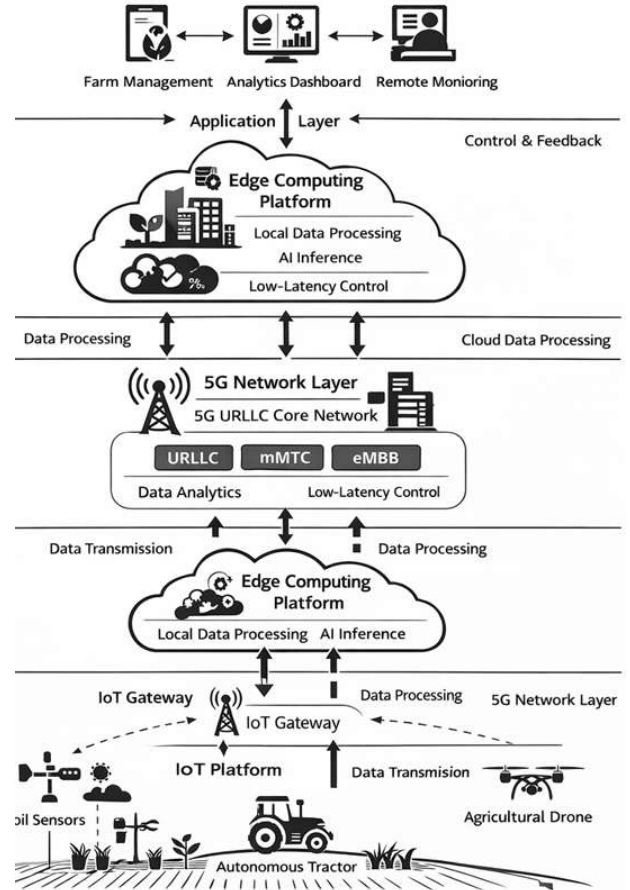 Farm Management
Analytics Dashboard
Remote Monioring
Application Layer
Control & Feedback
Edge Computing
Platform
Local Data Processing
%
AI Inference
Low-Latency Control
Data Processing
Cloud Data Processing
5G Network Layer
5G URLLC Core Network
URLLC
mMTC
eMBB
Data Analytics
Low-Latency Control
Data Transmission
Data Processing
Edge Computing
Platform
Local Data Processing
AI Inference
IoT Gateway
Data Processing
5G Network Layer
IoT Gateway
IoT Platform
Data Transmision
oil Sensors
Agricultural Drone
Autonomous Tractor